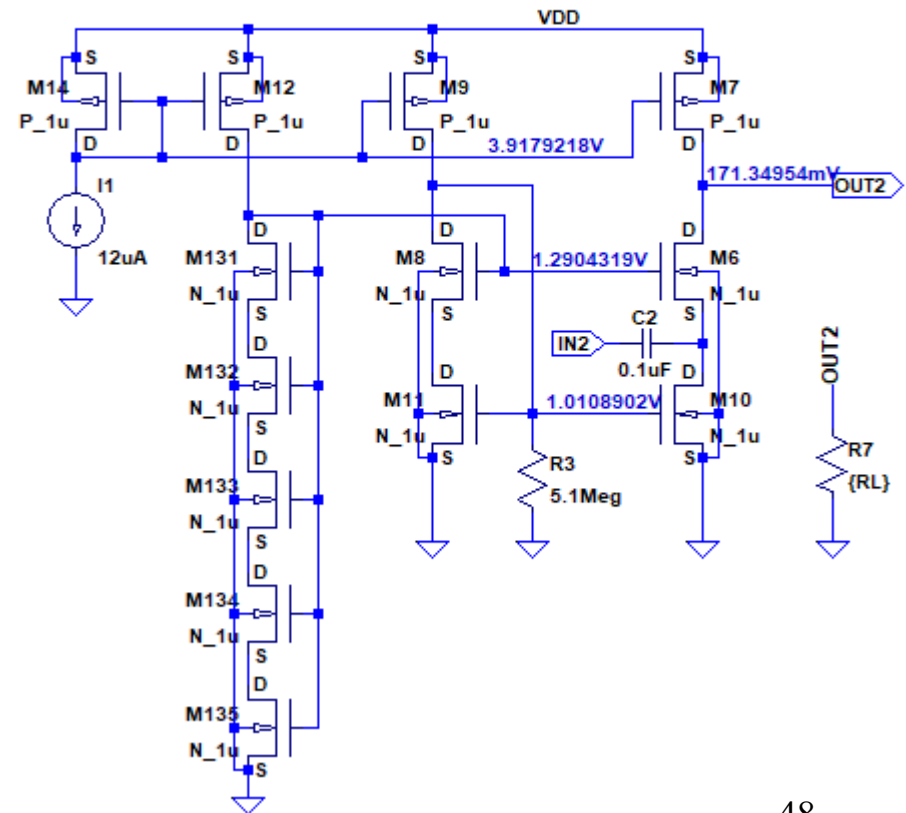 VDD
S S S S
M14 M12 M9 M7
P_1u P_1u P_1u P_1u
D D D D
3.9179218V
171.34954mV
OUT2
I1
12uA
D D D
M131 M8 1.2904319V M6
N_1u N_1u N_1u
S S S
C2
IN2
0.1uF
OUT2
D D D
M132 M11 1.0108902V M10
N_1u N_1u N_1u
S S S
R3
5.1Meg
R7
{RL}
D
M133
N_1u
S
D
M134
N_1u
S
D
M135
N_1u
S
48